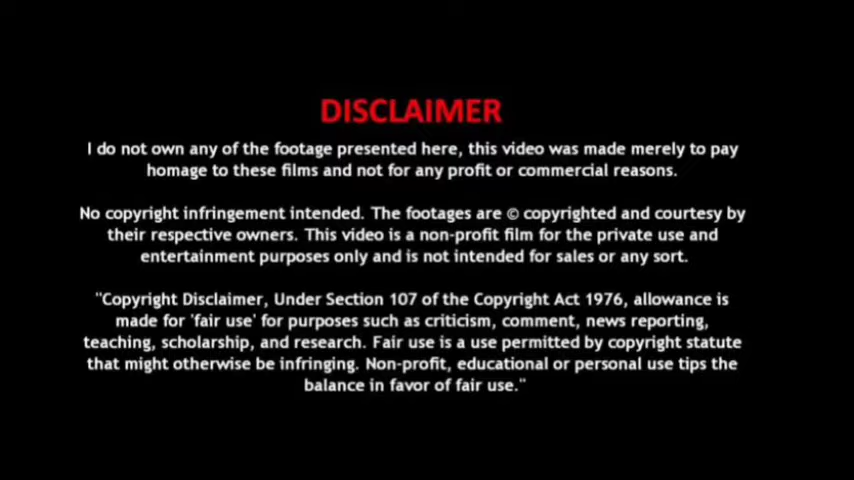 DISCLAIMER
I do not own any of the footage presented here, this video was made merely to pay
homage to these films and not for any profit or commercial reasons.
No copyright infringement intended. The footages are © copyrighted and courtesy by
their respective owners. This video is a non-profit film for the private use and
entertainment purposes only and is not intended for sales or any sort.
"Copyright Disclaimer, Under Section 107 of the Copyright Act 1976, allowance is
made for 'fair use' for purposes such as criticism, comment, news reporting,
teaching, scholarship, and research. Fair use is a use permitted by copyright statute
that might otherwise be infringing. Non-profit, educational or personal use tips the
balance in favor of fair use."